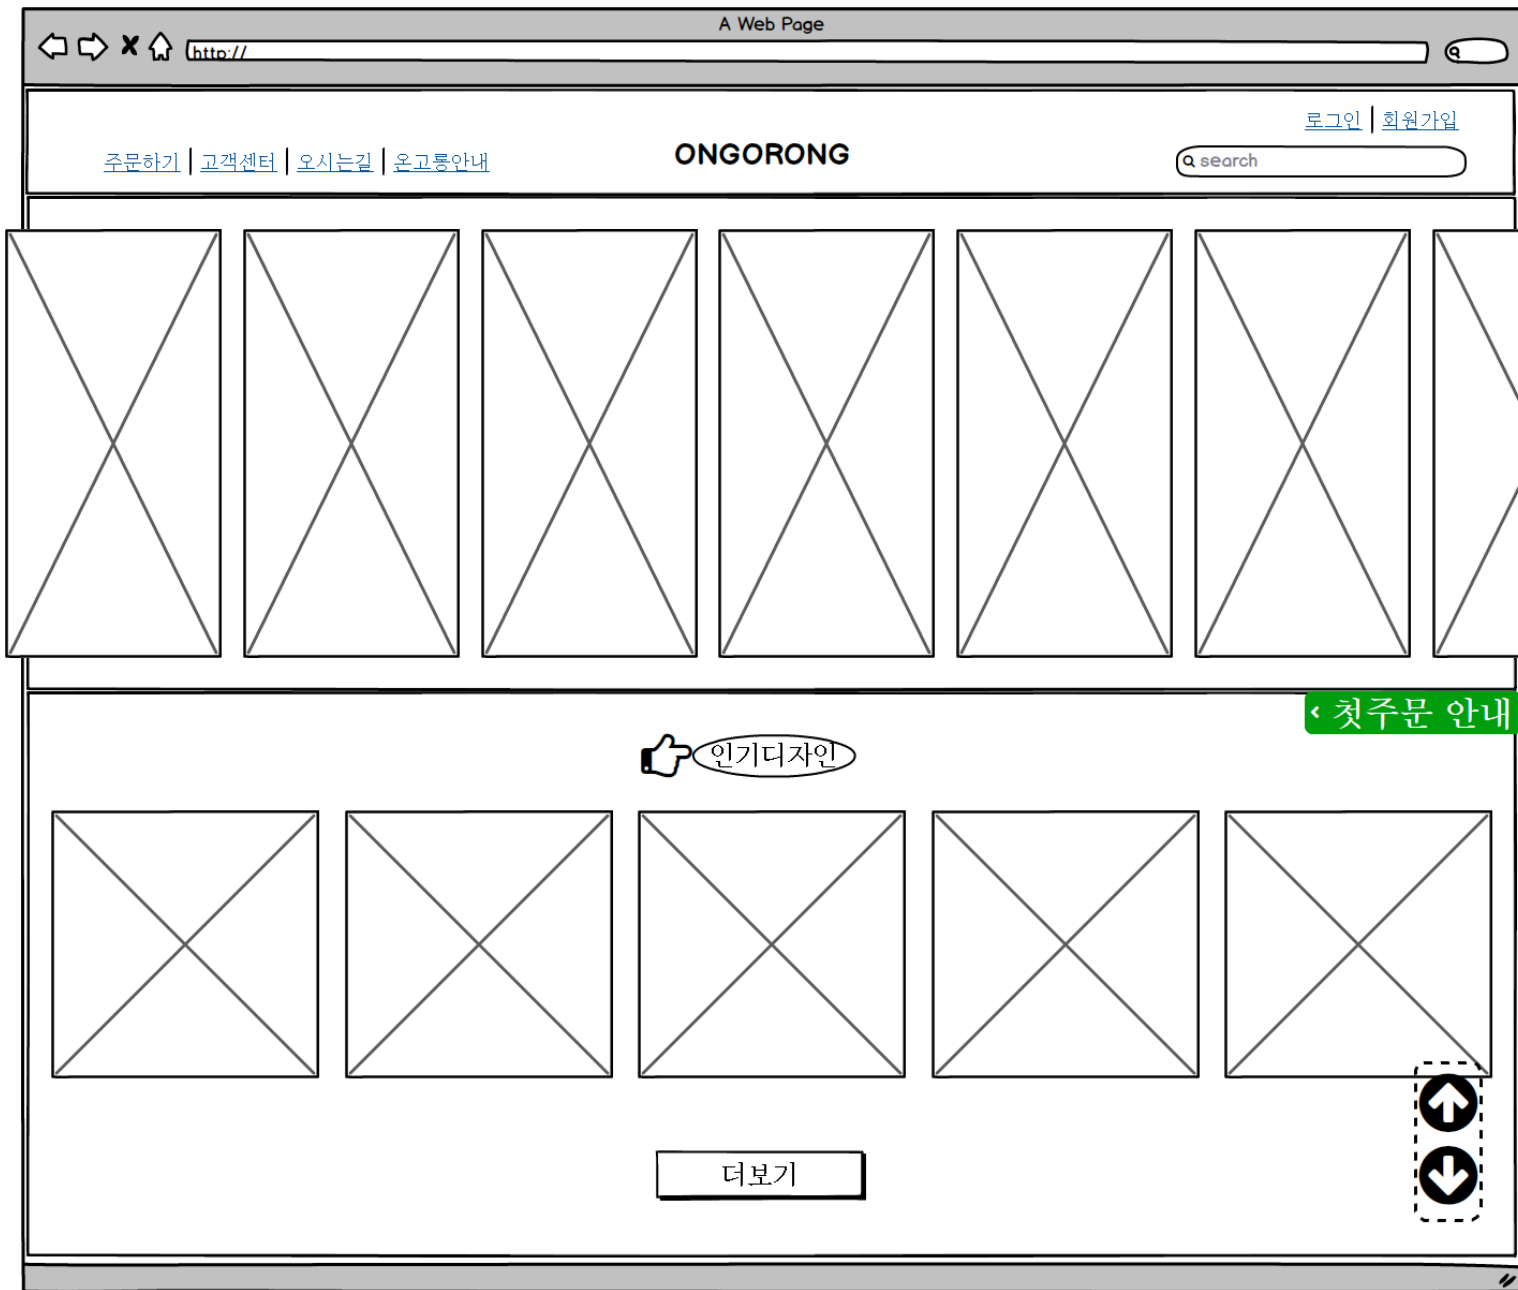 A Web Page
http://
로그인 | 회원가입
주문하기 | 고객센터 | 오시는길 | 온고롱안내
ONGORONG
search
첫주문 안내
인기디자인
더보기